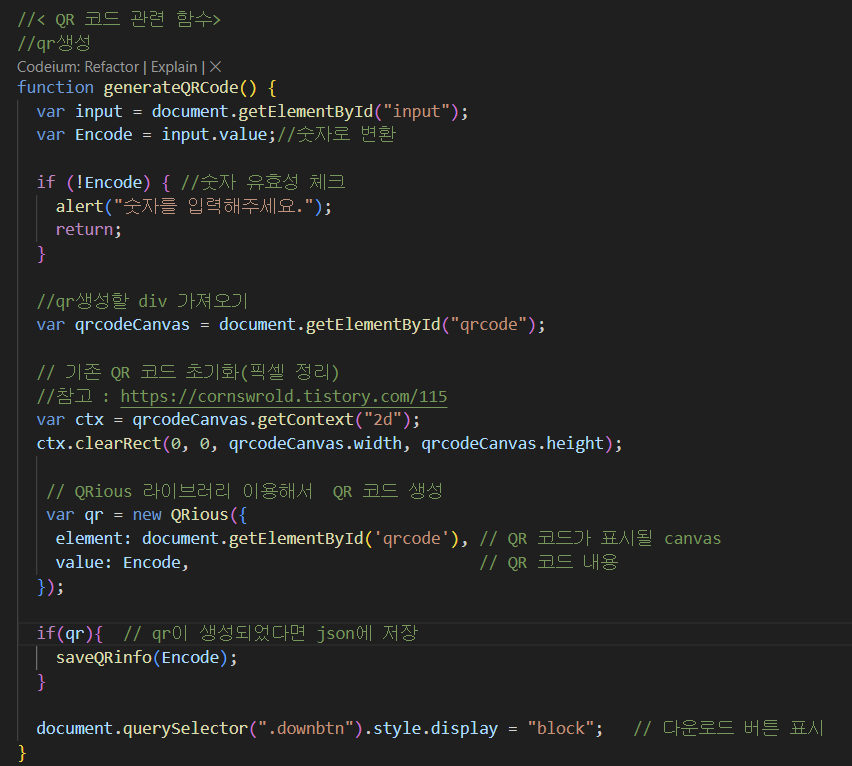 //< QR 코드 관련 함수>
//qr생성
Codeium: Refactor | Explain | ✕
function generateQRCode() {
  var input = document.getElementById("input");
  var Encode = input.value;//숫자로 변환
  if (!Encode) { //숫자 유효성 체크
    alert("숫자를 입력해주세요.");
    return;
  }
  //qr생성할 div 가져오기
  var qrcodeCanvas = document.getElementById("qrcode");
  // 기존 QR 코드 초기화(픽셀 정리)
  //참고 : https://cornswrold.tistory.com/115
  var ctx = qrcodeCanvas.getContext("2d");
  ctx.clearRect(0, 0, qrcodeCanvas.width, qrcodeCanvas.height);
   // QRious 라이브러리 이용해서  QR 코드 생성
   var qr = new QRious({
    element: document.getElementById('qrcode'), // QR 코드가 표시될 canvas
    value: Encode,                              // QR 코드 내용
  });
  if(qr){  // qr이 생성되었다면 json에 저장
    saveQRinfo(Encode);
  }
  document.querySelector(".downbtn").style.display = "block";   // 다운로드 버튼 표시
}